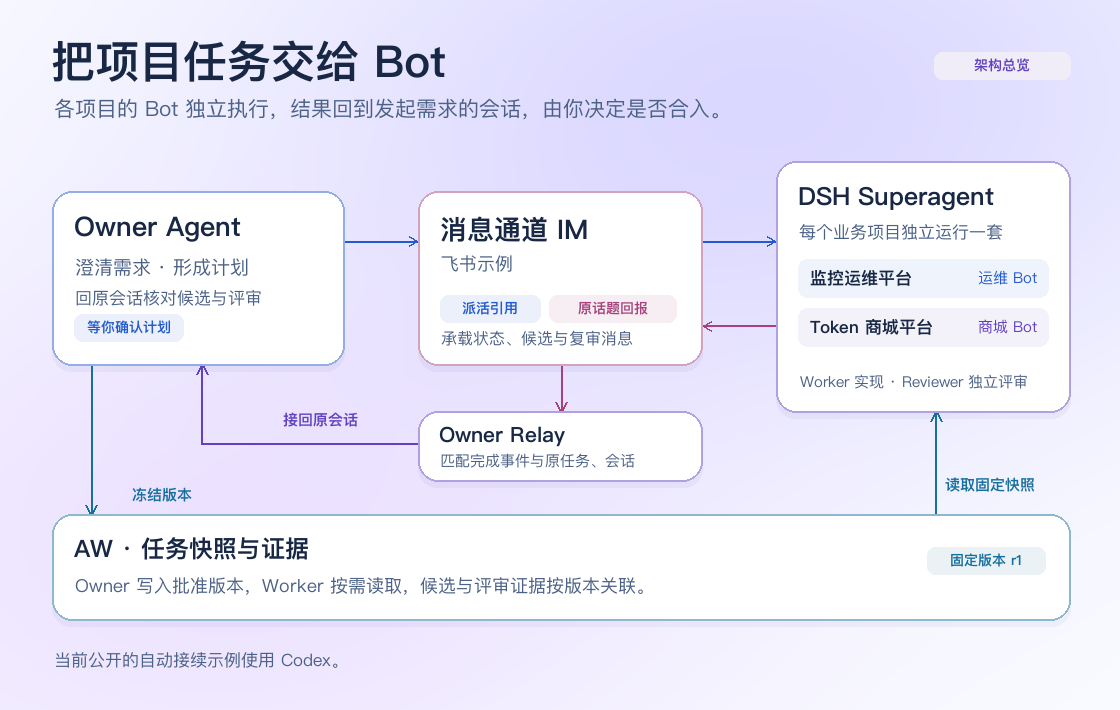 把项目任务交给 Bot
架构总览
各项目的 Bot 独立执行，结果回到发起需求的会话，由你决定是否合入。
Owner Agent
澄清需求 · 形成计划
回原会话核对候选与评审
等你确认计划
消息通道 IM
飞书示例
派活引用
原话题回报
承载状态、候选与复审消息
DSH Superagent
每个业务项目独立运行一套
监控运维平台
运维 Bot
Token 商城平台
商城 Bot
Worker 实现 · Reviewer 独立评审
接回原会话
Owner Relay
匹配完成事件与原任务、会话
冻结版本
读取固定快照
AW · 任务快照与证据
Owner 写入批准版本，Worker 按需读取，候选与评审证据按版本关联。
固定版本 r1
当前公开的自动接续示例使用 Codex。